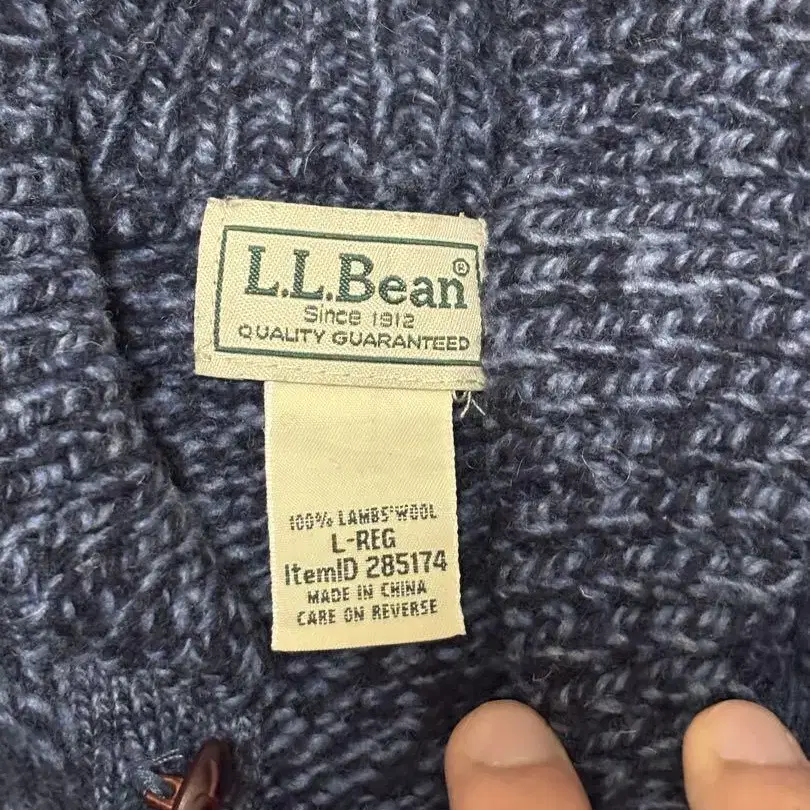 L.L.Bean®
Since 1912
QUALITY GUARANTEED
100% LAMBS' WOOL
L-REG
ItemID 285174
MADE IN CHINA
CARE ON REVERSE